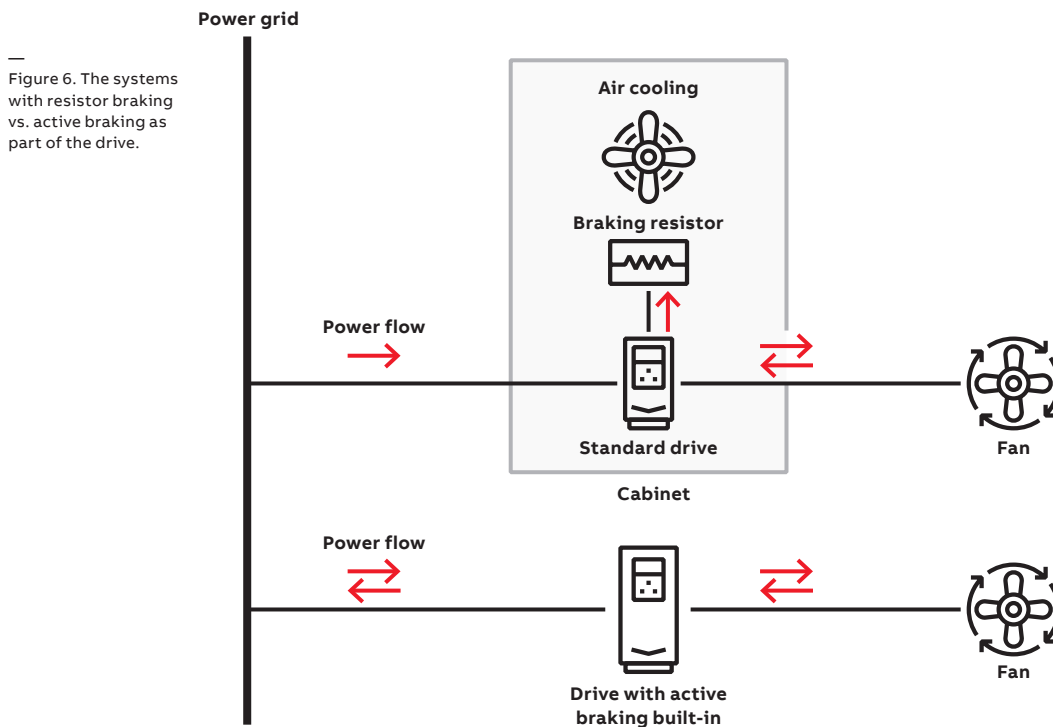 Power grid
—
Figure 6. The systems
with resistor braking
vs. active braking as
part of the drive.
Air cooling
Braking resistor
Power flow
Standard drive
Fan
Cabinet
Power flow
Drive with active
braking built-in
Fan